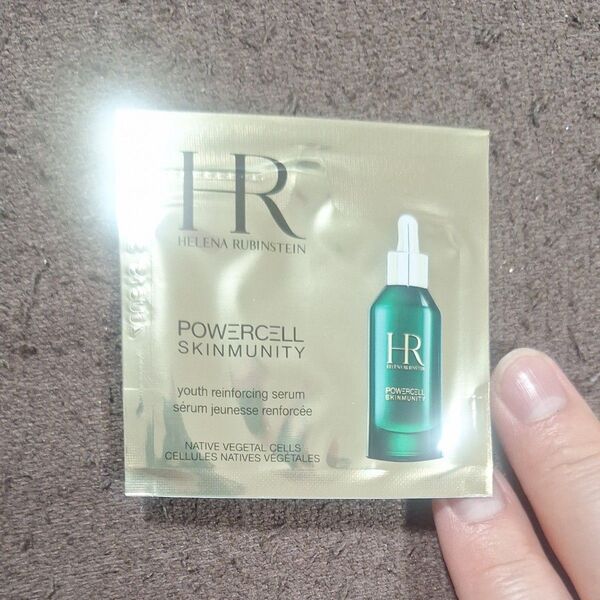 HR
HELENA RUBINSTEIN
POWERCELL
SKINMUNITY
youth reinforcing serum
sérum jeunesse renforcée
NATIVE VEGETAL CELLS
CELLULES NATIVES VÉGÉTALES
HR
HELENA RUBINSTEIN
POWERCELL
SKINMUNITY